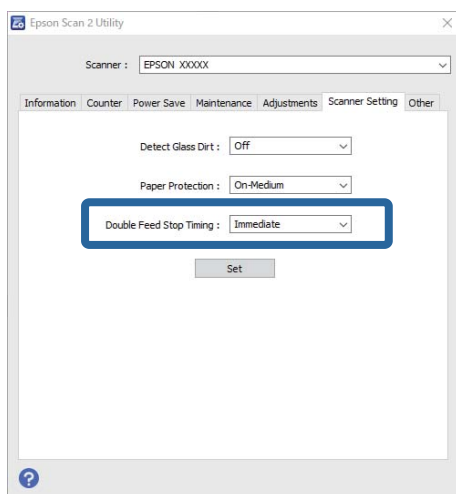 Epson Scan 2 Utility
Scanner : EPSON XXXXX
Information Counter Power Save Maintenance Adjustments Scanner Setting Other
Detect Glass Dirt : Off
Paper Protection : On-Medium
Double Feed Stop Timing : Immediate
Set
?